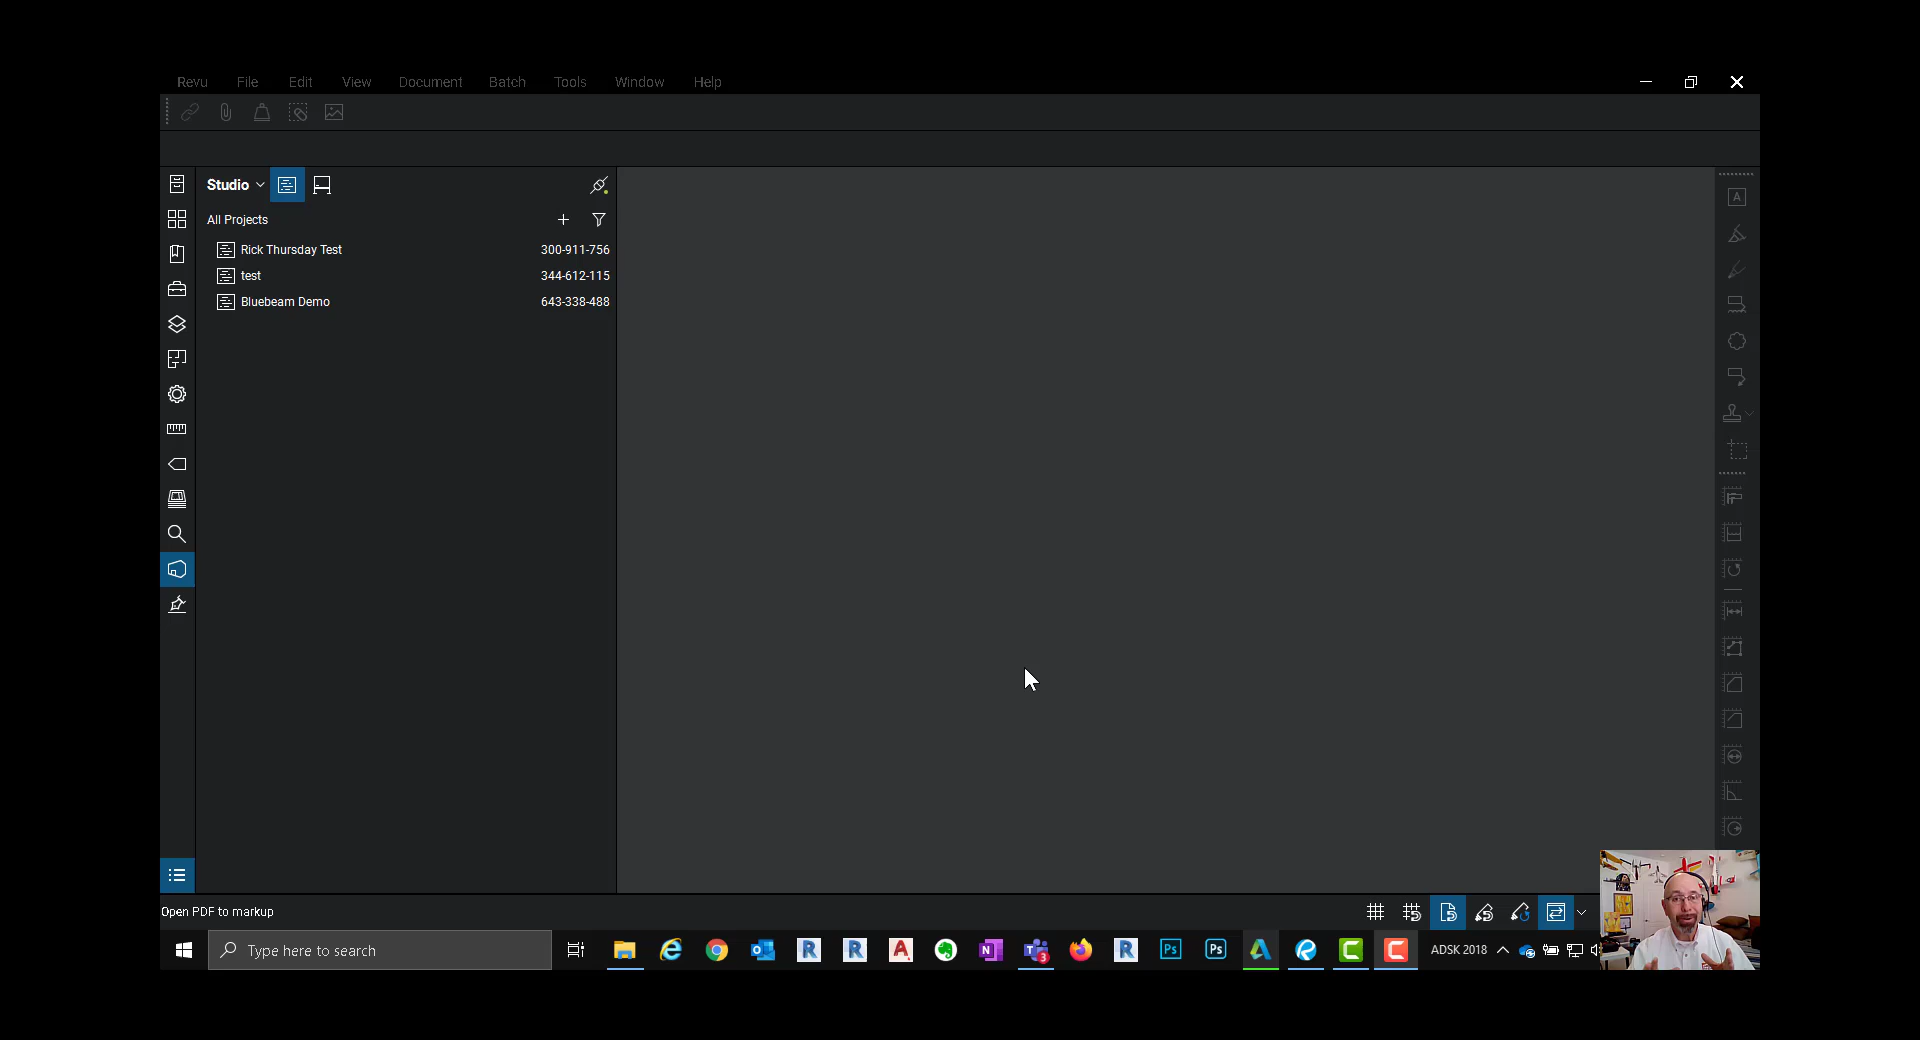 Revu File Edit View Document Batch Tools Window Help
Studio
All Projects
Rick Thursday Test 300-911-756
test 344-612-115
Bluebeam Demo 643-338-488
Open PDF to markup
Type here to search
ADSK 2018